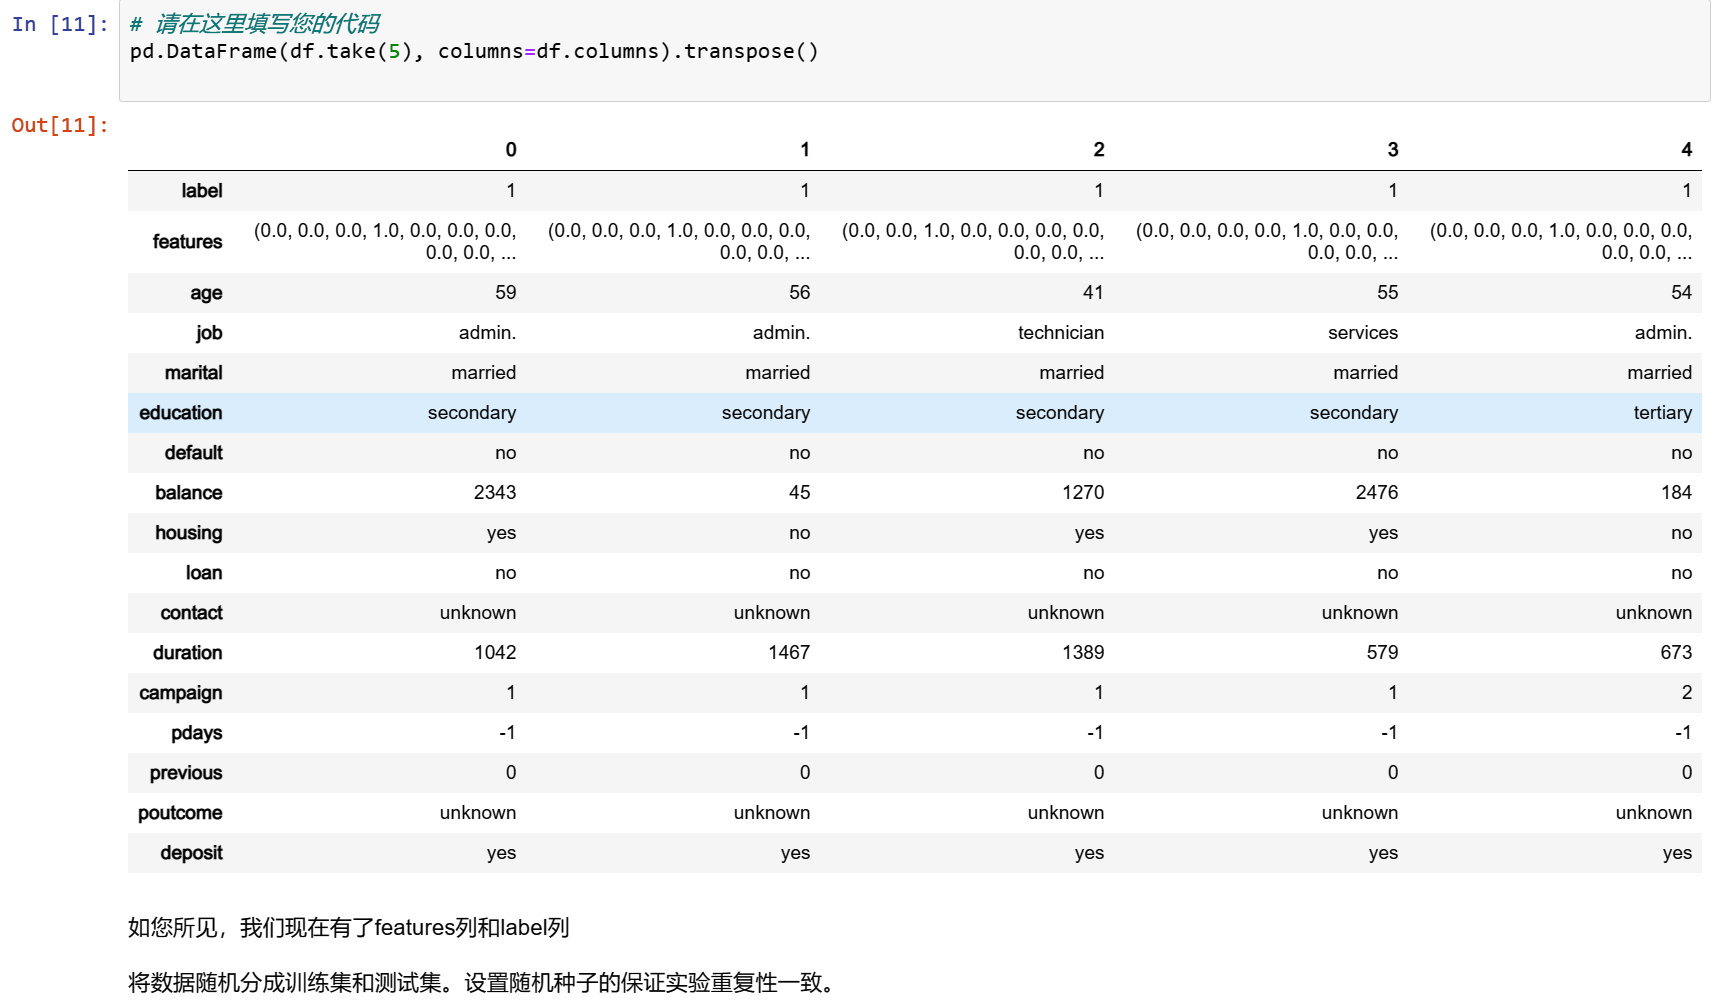 In [11]: # 请在这里填写您的代码
pd.DataFrame(df.take(5), columns=df.columns).transpose()
Out[11]:
0 1 2 3 4
label 1 1 1 1 1
features (0.0, 0.0, 0.0, 1.0, 0.0, 0.0, 0.0, 0.0, 0.0, ... (0.0, 0.0, 0.0, 1.0, 0.0, 0.0, 0.0, 0.0, 0.0, ... (0.0, 0.0, 1.0, 0.0, 0.0, 0.0, 0.0, 0.0, 0.0, ... (0.0, 0.0, 0.0, 0.0, 1.0, 0.0, 0.0, 0.0, 0.0, ... (0.0, 0.0, 0.0, 1.0, 0.0, 0.0, 0.0, 0.0, 0.0, ...
age 59 56 41 55 54
job admin. admin. technician services admin.
marital married married married married married
education secondary secondary secondary secondary tertiary
default no no no no no
balance 2343 45 1270 2476 184
housing yes no yes yes no
loan no no no no no
contact unknown unknown unknown unknown unknown
duration 1042 1467 1389 579 673
campaign 1 1 1 1 2
pdays -1 -1 -1 -1 -1
previous 0 0 0 0 0
poutcome unknown unknown unknown unknown unknown
deposit yes yes yes yes yes
如您所见，我们现在有了features列和label列
将数据随机分成训练集和测试集。设置随机种子的保证实验重复性一致。